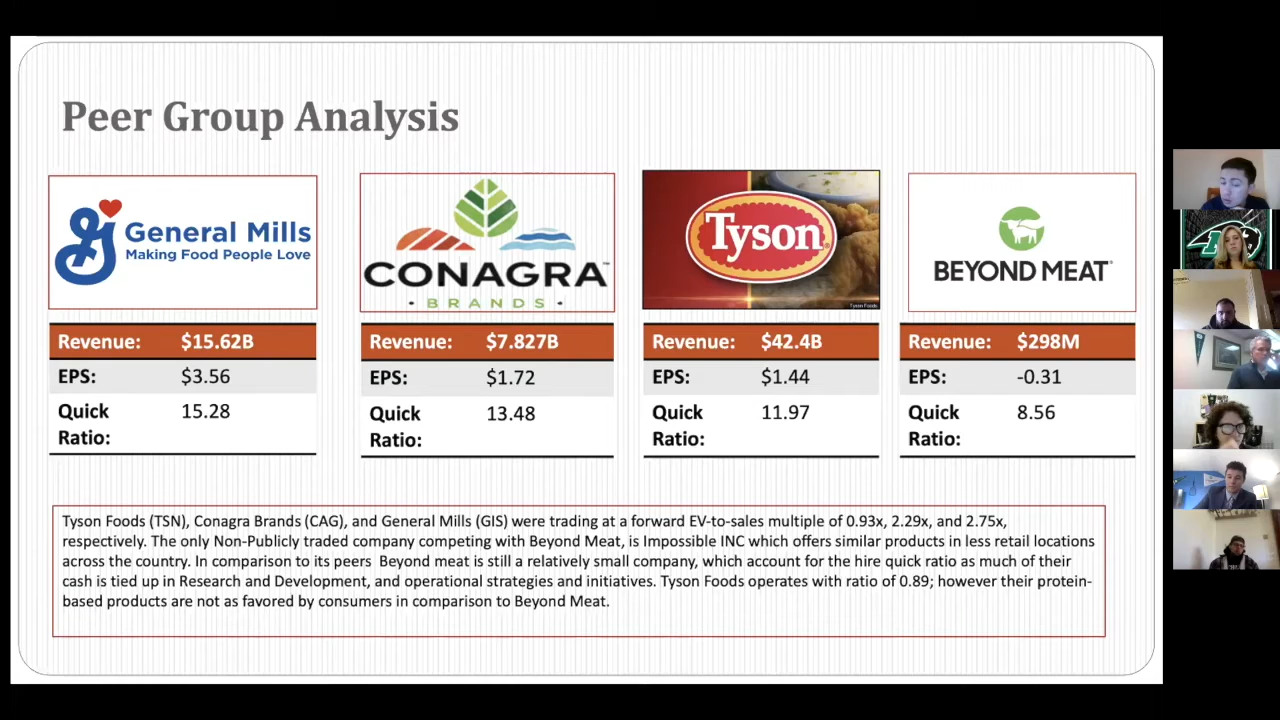 Peer Group Analysis
General Mills
Making Food People Love
CONAGRA™
• BRANDS •
Tyson®
Tyson Foods
BEYOND MEAT®
Revenue: $15.62B
EPS: $3.56
Quick 15.28
Ratio:
Revenue: $7.827B
EPS: $1.72
Quick 13.48
Ratio:
Revenue: $42.4B
EPS: $1.44
Quick 11.97
Ratio:
Revenue: $298M
EPS: -0.31
Quick 8.56
Ratio:
Tyson Foods (TSN), Conagra Brands (CAG), and General Mills (GIS) were trading at a forward EV-to-sales multiple of 0.93x, 2.29x, and 2.75x,
respectively. The only Non-Publicly traded company competing with Beyond Meat, is Impossible INC which offers similar products in less retail locations
across the country. In comparison to its peers Beyond meat is still a relatively small company, which account for the hire quick ratio as much of their
cash is tied up in Research and Development, and operational strategies and initiatives. Tyson Foods operates with ratio of 0.89; however their protein-
based products are not as favored by consumers in comparison to Beyond Meat.